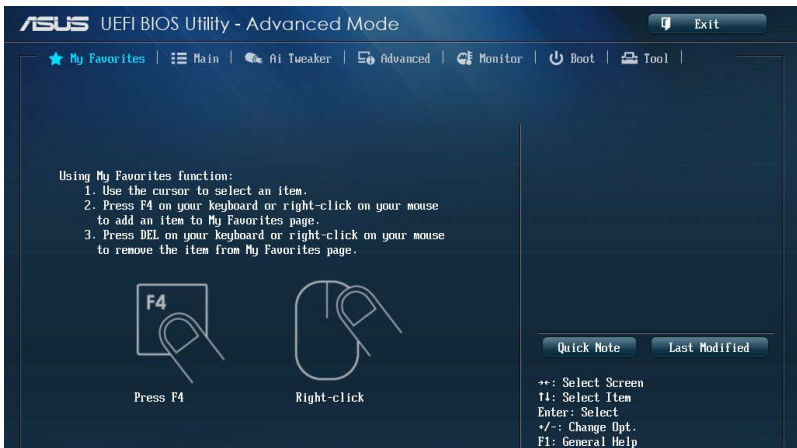 ASUS UEFI BIOS Utility - Advanced Mode
Exit
My Favorites | Main | Ai Tweaker | Advanced | Monitor | Boot | Tool |
Using My Favorites function:
1. Use the cursor to select an item.
2. Press F4 on your keyboard or right-click on your mouse
to add an item to My Favorites page.
3. Press DEL on your keyboard or right-click on your mouse
to remove the item from My Favorites page.
F4
Press F4
Right-click
Quick Note
Last Modified
→←: Select Screen
↑↓: Select Item
Enter: Select
+/-: Change Opt.
F1: General Help